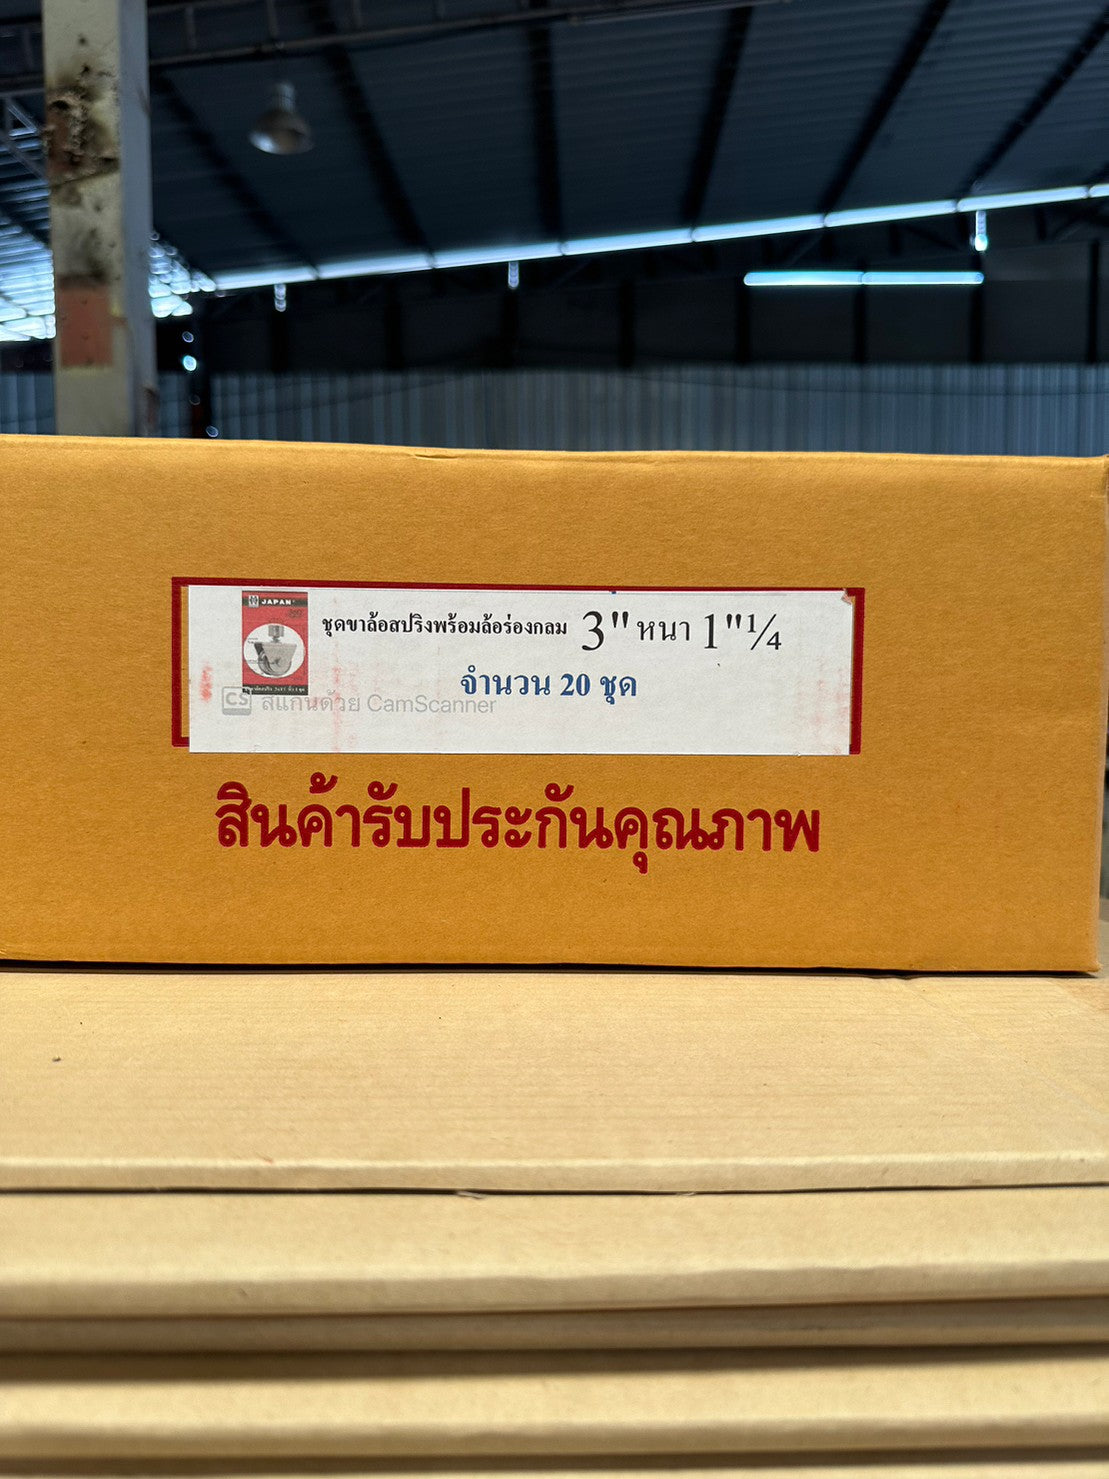 JAPAN
ชุดขาล้อสปริงพร้อมล้อร่องกลม 3" หนา 1"¼
จำนวน 20 ชุด
CS สแกนด้วย CamScanner
สินค้ารับประกันคุณภาพ